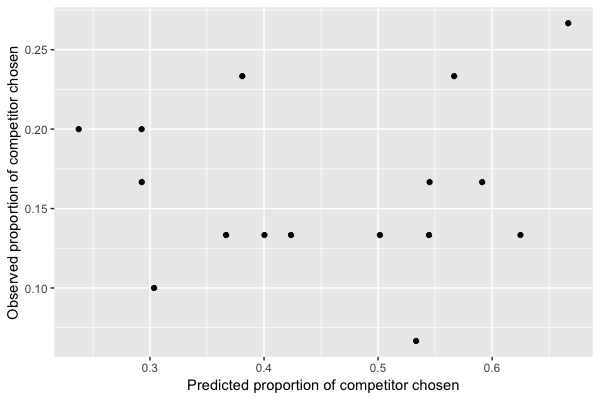 Observed proportion of competitor chosen
0.25
0.20
0.15
0.10
0.3 0.4 0.5 0.6
Predicted proportion of competitor chosen